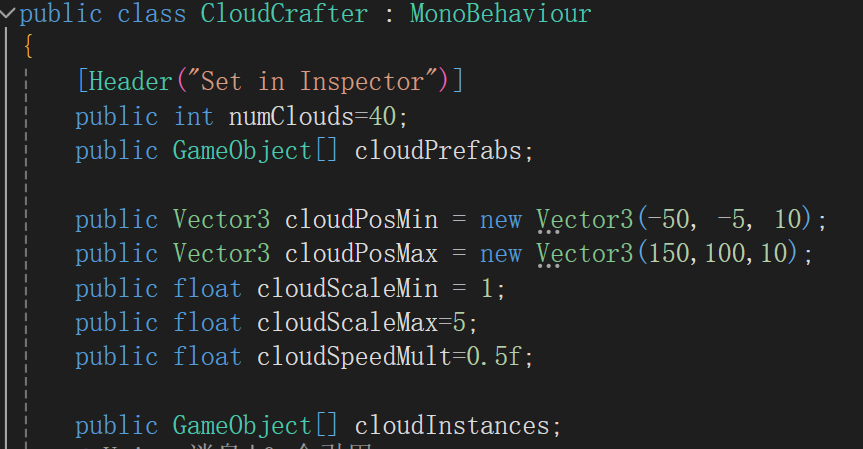 public class CloudCrafter : MonoBehaviour
{
[Header("Set in Inspector")]
public int numClouds=40;
public GameObject[] cloudPrefabs;
public Vector3 cloudPosMin = new Vector3(-50, -5, 10);
public Vector3 cloudPosMax = new Vector3(150,100,10);
public float cloudScaleMin = 1;
public float cloudScaleMax=5;
public float cloudSpeedMult=0.5f;
public GameObject[] cloudInstances;